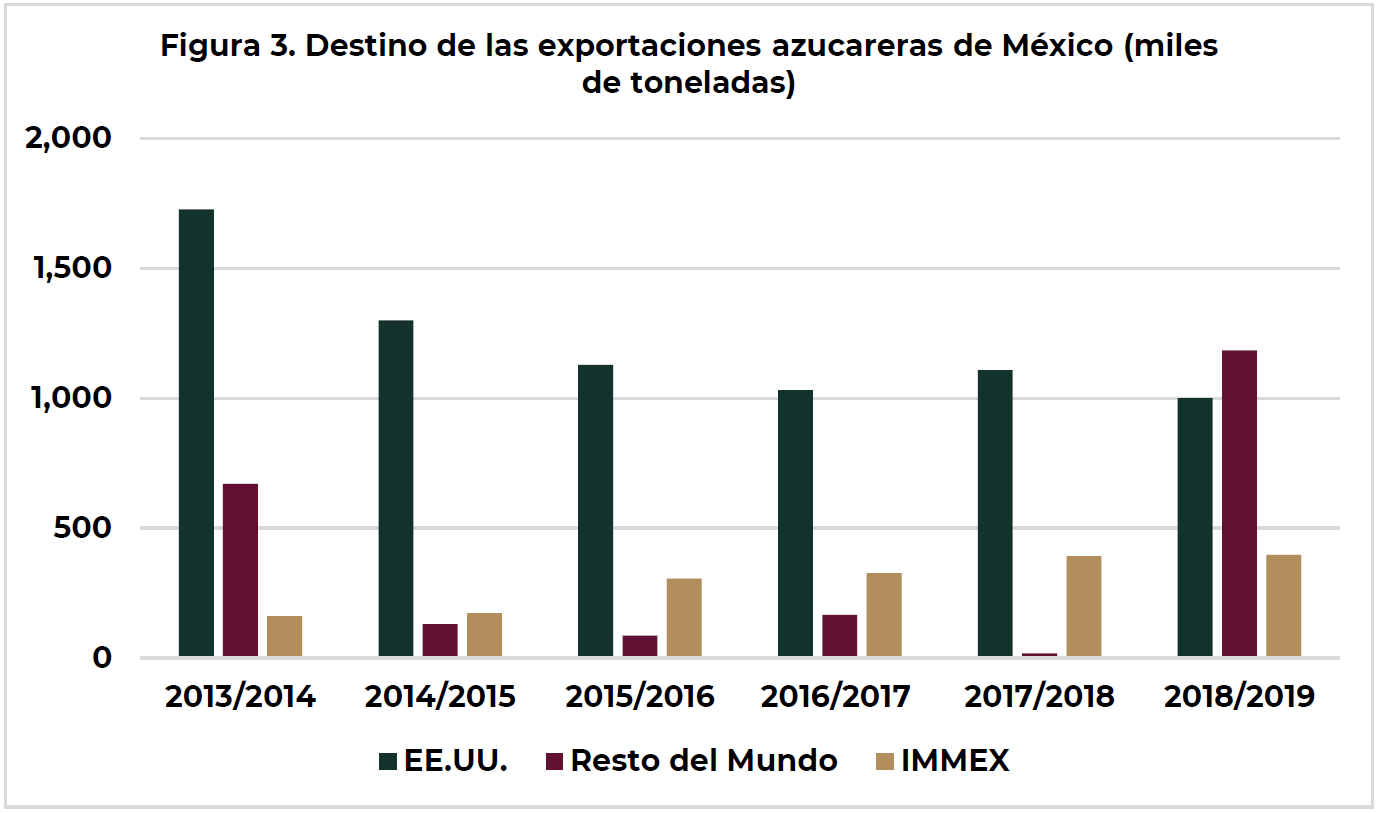 Figura 3. Destino de las exportaciones azucareras de México (miles
de toneladas)
2,000
1,500
1,000
500
0
2013/2014 2014/2015 2015/2016 2016/2017 2017/2018 2018/2019
EE.UU. Resto del Mundo IMMEX